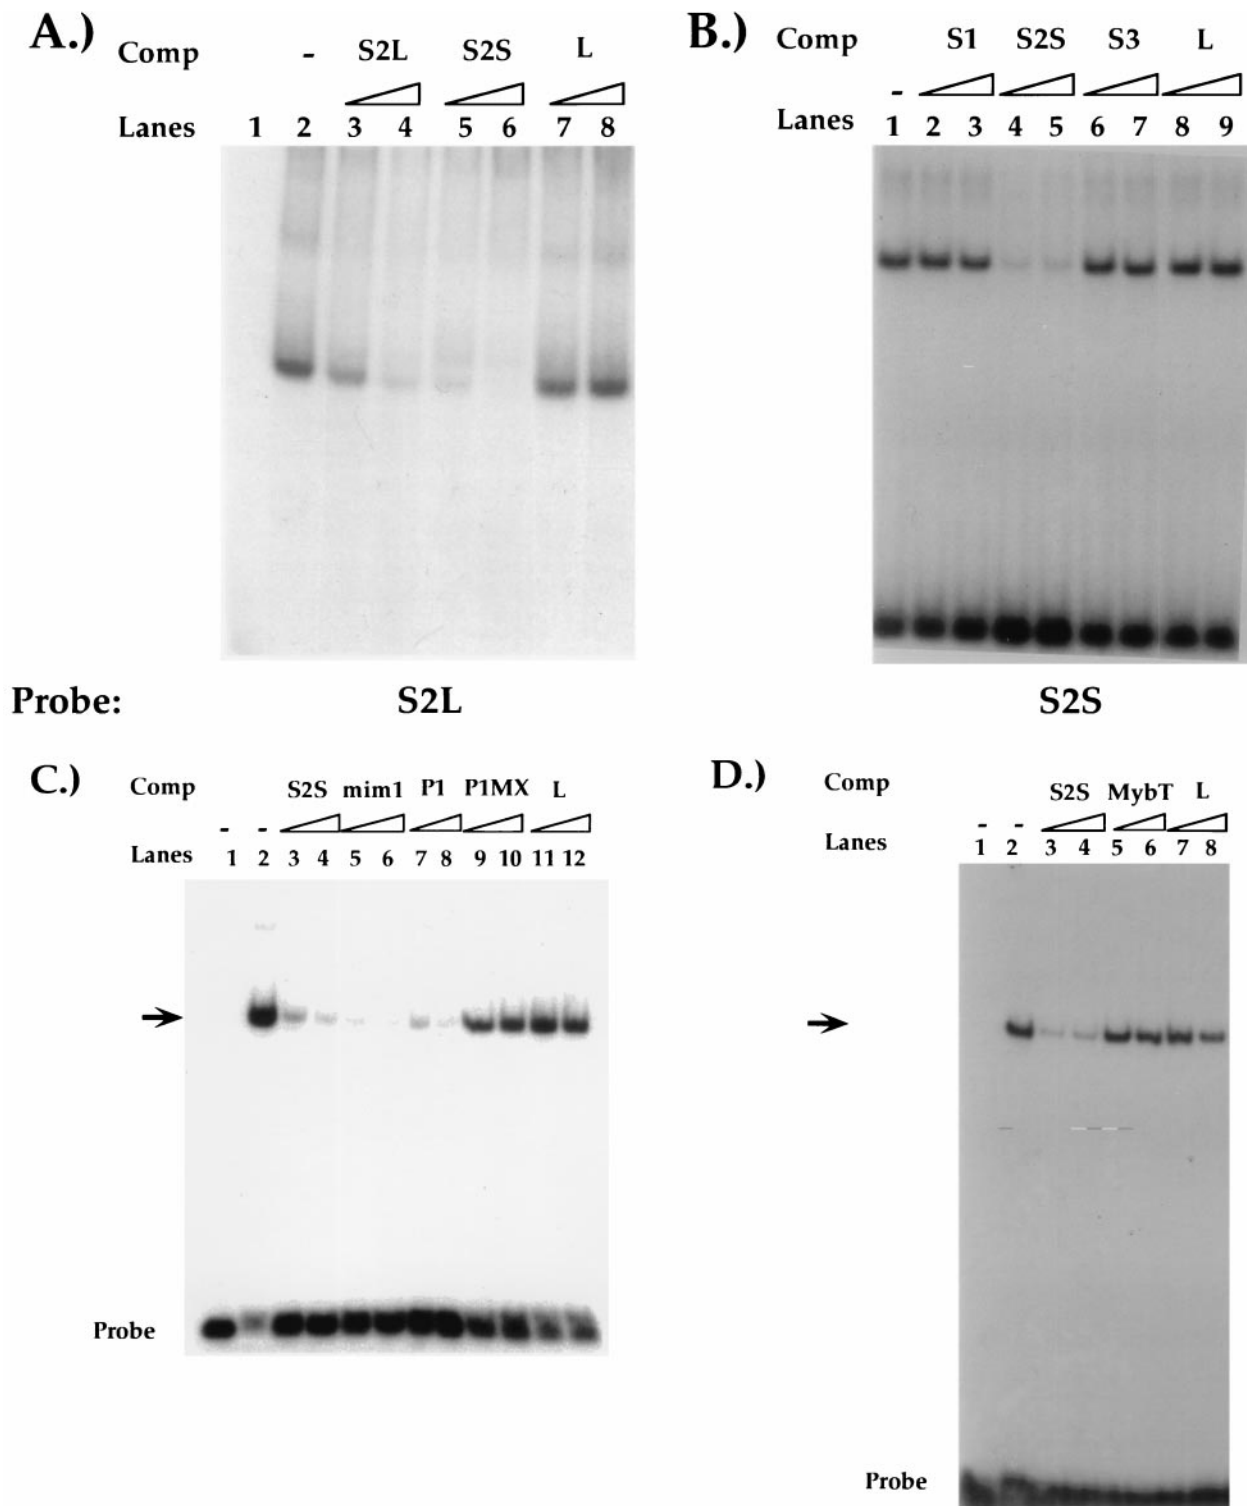 A.)
Comp - S2L S2S L
Lanes 1 2 3 4 5 6 7 8
B.)
Comp S1 S2S S3 L
-
Lanes 1 2 3 4 5 6 7 8 9
Probe: S2L S2S
C.)
Comp S2S mim1 P1 P1MX L
- -
Lanes 1 2 3 4 5 6 7 8 9 10 11 12
Probe
D.)
Comp S2S MybT L
- -
Lanes 1 2 3 4 5 6 7 8
Probe